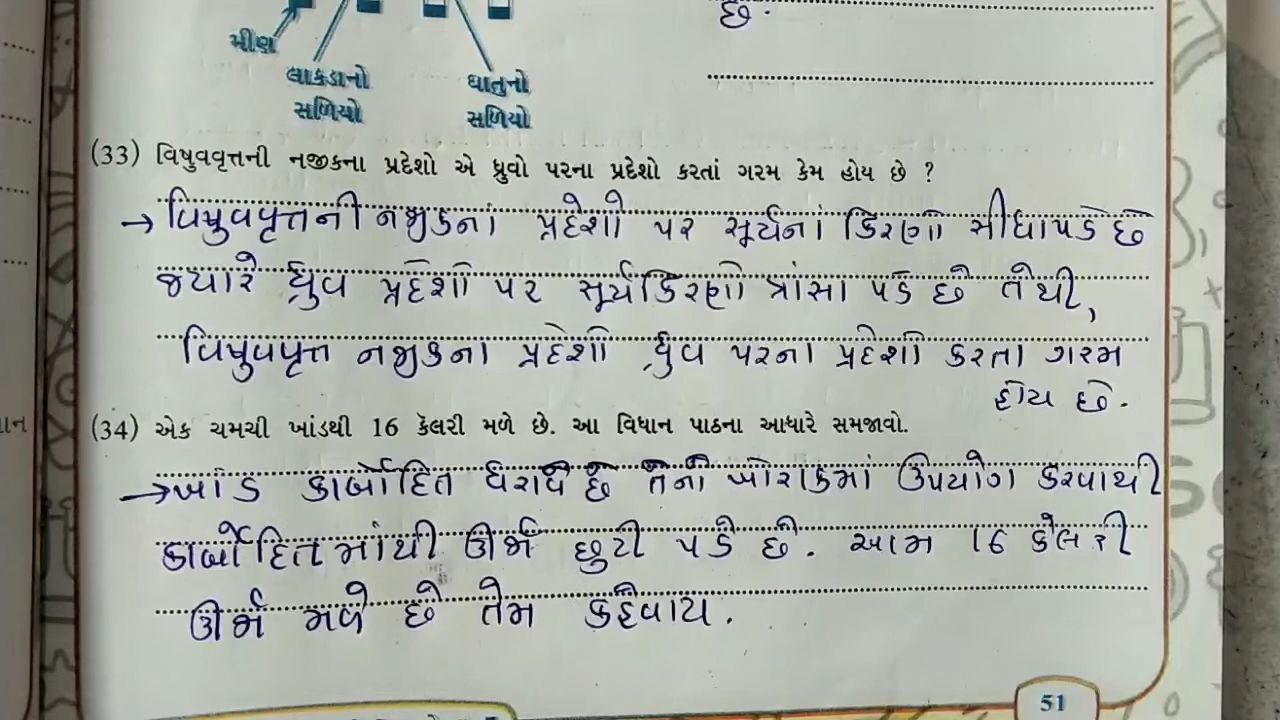 છે.
મીણ
લાકડાનો
સળિયો
ધાતુનો
સળિયો
(33) વિષુવવૃત્તની નજીકના પ્રદેશો એ ધ્રુવો પરના પ્રદેશો કરતાં ગરમ કેમ હોય છે ?
→ વિષુવવૃત્તની નજીકનાં પ્રદેશો પર સૂર્યનાં કિરણો સીધા પડે છે
જ્યારે ધ્રુવ પ્રદેશો પર સૂર્યકિરણો ત્રાંસા પડે છે તેથી,
વિષુવવૃત્ત નજીકના પ્રદેશો ધ્રુવ પરના પ્રદેશો કરતા ગરમ
હોય છે.
(34) એક ચમચી ખાંડથી 16 કૅલરી મળે છે. આ વિધાન પાઠના આધારે સમજાવો.
→ ખાંડ કાર્બોદિત ધરાવે છે તેનો ખોરાકમાં ઉપયોગ કરવાથી
કાર્બોદિતમાંથી ઊર્જા છુટી પડે છે. આમ 16 કેલરી
ઊર્જા મળે છે તેમ કહેવાય.
51